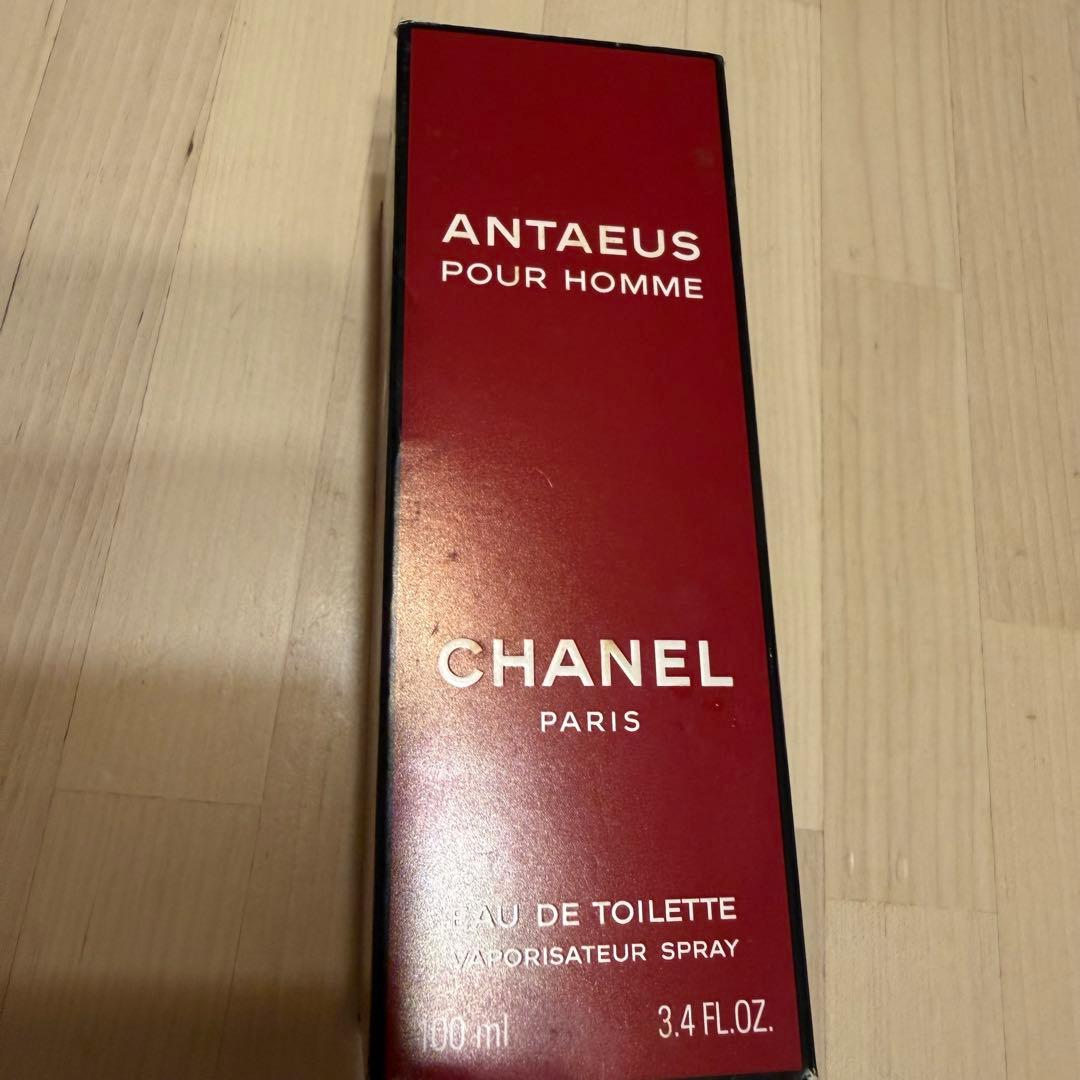 ANTAEUS
POUR HOMME
CHANEL
PARIS
EAU DE TOILETTE
VAPORISATEUR SPRAY
100 ml 3.4 FL.OZ.